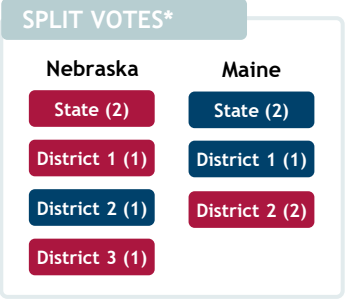 SPLIT VOTES*
Nebraska
State (2)
District 1 (1)
District 2 (1)
District 3 (1)
Maine
State (2)
District 1 (1)
District 2 (2)